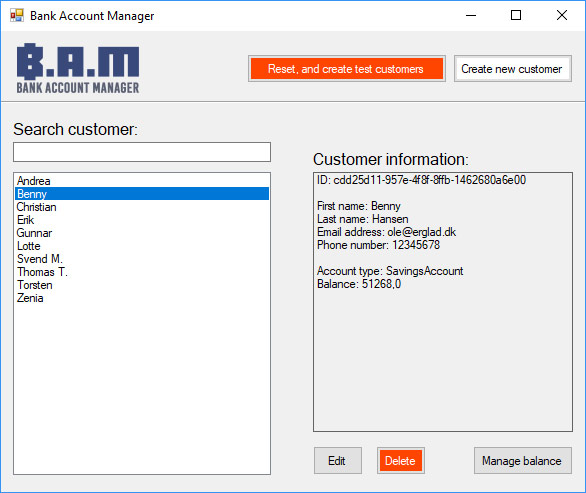 Bank Account Manager
B.A.M
BANK ACCOUNT MANAGER
Reset, and create test customers
Create new customer
Search customer:
Andrea
Benny
Christian
Erik
Gunnar
Lotte
Svend M.
Thomas T.
Torsten
Zenia
Customer information:
ID: cdd25d11-957e-4f8f-8ffb-1462680a6e00
First name: Benny
Last name: Hansen
Email address: ole@erglad.dk
Phone number: 12345678
Account type: SavingsAccount
Balance: 51268,0
Edit
Delete
Manage balance